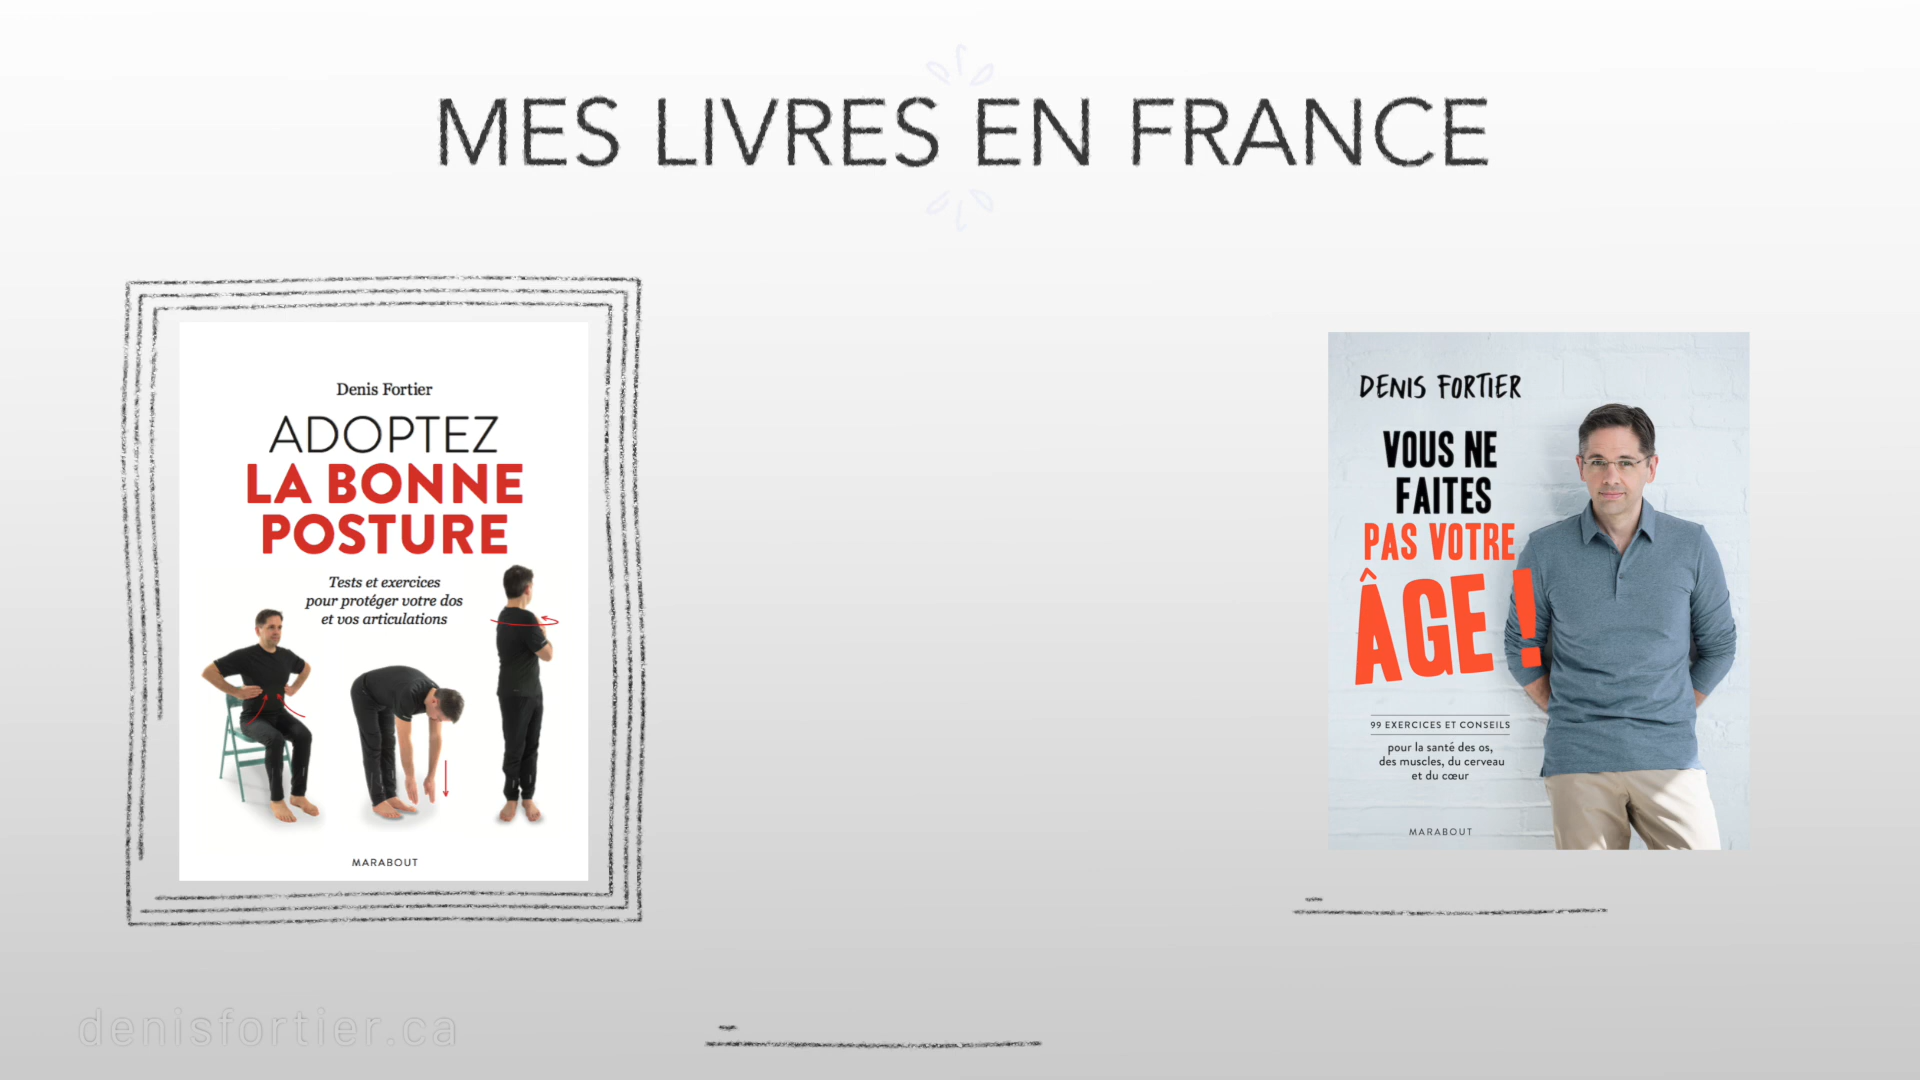 MES LIVRES EN FRANCE
Denis Fortier
ADOPTEZ
LA BONNE
POSTURE
Tests et exercices
pour protéger votre dos
et vos articulations
MARABOUT
DENIS FORTIER
VOUS NE
FAITES
PAS VOTRE
ÂGE !
99 EXERCICES ET CONSEILS
pour la santé des os,
des muscles, du cerveau
et du cœur
MARABOUT
denisfortier.ca